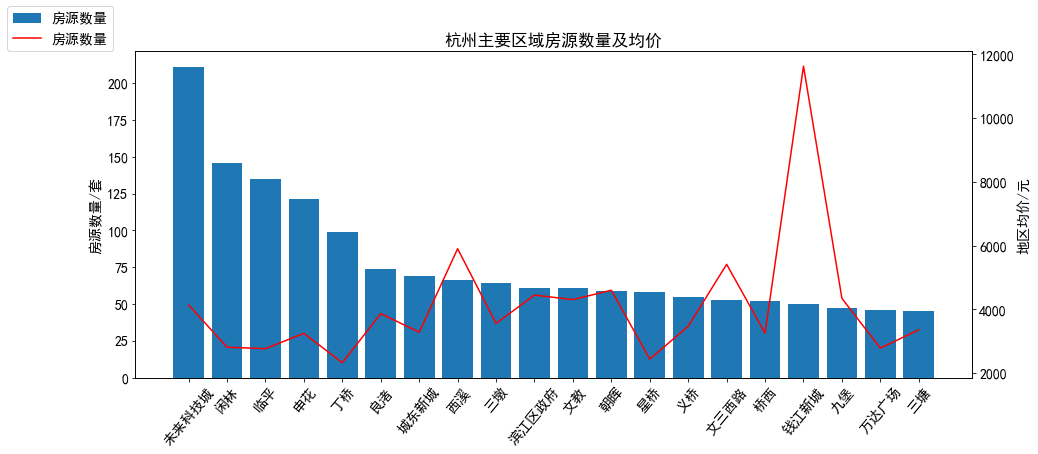 房源数量
房源数量
杭州主要区域房源数量及均价
房源数量/套
200
175
150
125
100
75
50
25
0
地区均价/元
12000
10000
8000
6000
4000
2000
未来科技城
闲林
临平
申花
丁桥
良渚
城东新城
西溪
三墩
滨江区政府
文教
朝晖
星桥
义桥
文三西路
桥西
钱江新城
九堡
万达广场
三塘